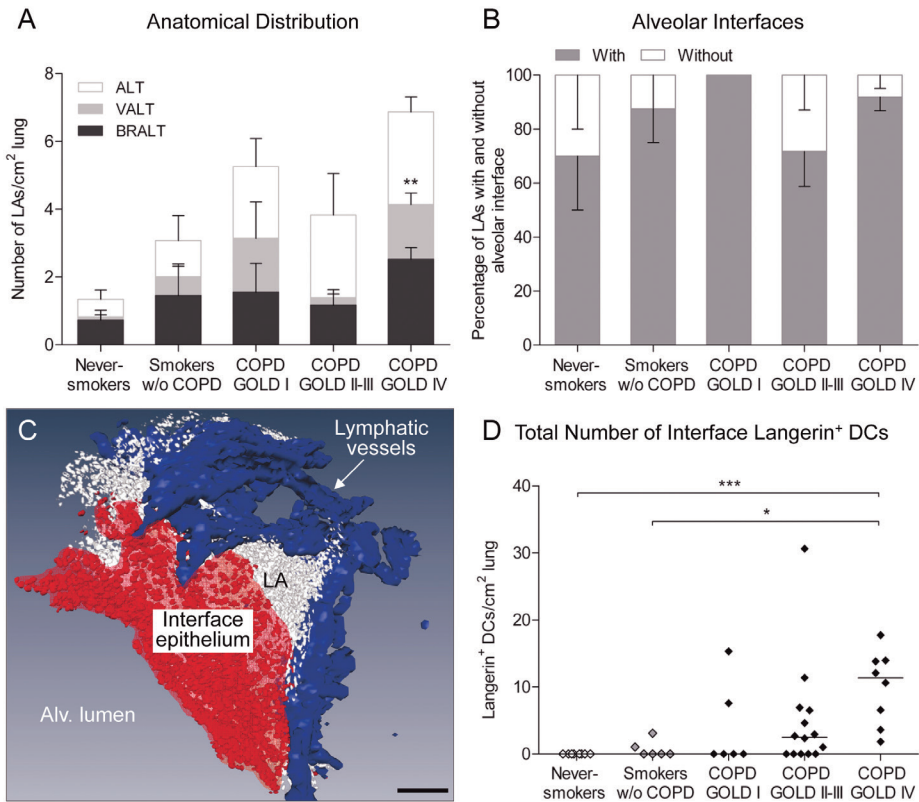 A Anatomical Distribution
Number of LAs/cm² lung
8
6
4
2
0
ALT
VALT
BRALT
**
Never-
smokers
Smokers
w/o COPD
COPD
GOLD I
COPD
GOLD II-III
COPD
GOLD IV
B Alveolar Interfaces
With Without
Percentage of LAs with and without
alveolar interface
100
80
60
40
20
0
Never-
smokers
Smokers
w/o COPD
COPD
GOLD I
COPD
GOLD II-III
COPD
GOLD IV
C
Lymphatic
vessels
LA
Interface
epithelium
Alv. lumen
D Total Number of Interface Langerin⁺ DCs
Langerin⁺ DCs/cm² lung
40
30
20
10
0
***
*
Never-
smokers
Smokers
w/o COPD
COPD
GOLD I
COPD
GOLD II-III
COPD
GOLD IV